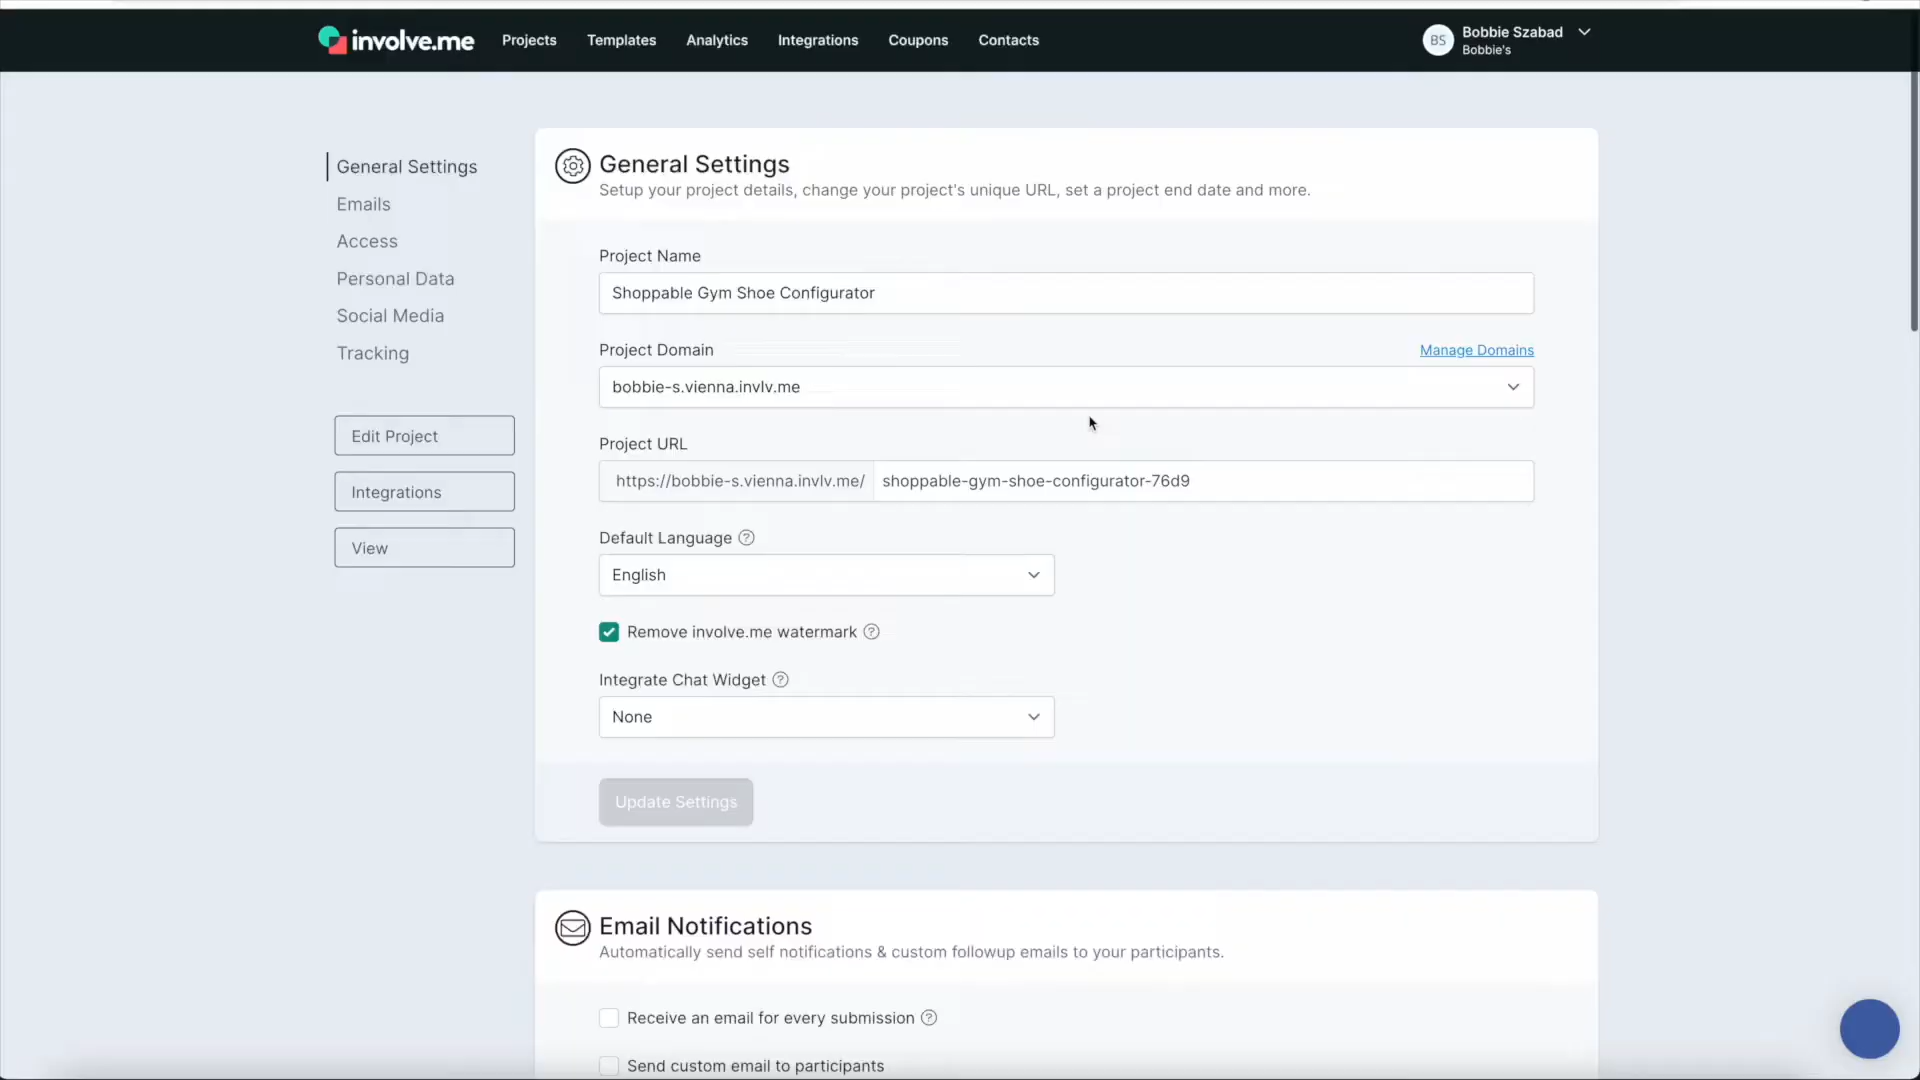 involve.me
Projects
Templates
Analytics
Integrations
Coupons
Contacts
BS
Bobbie Szabad
Bobbie's
General Settings
Emails
Access
Personal Data
Social Media
Tracking
Edit Project
Integrations
View
General Settings
Setup your project details, change your project's unique URL, set a project end date and more.
Project Name
Shoppable Gym Shoe Configurator
Project Domain
Manage Domains
bobbie-s.vienna.invlv.me
Project URL
https://bobbie-s.vienna.invlv.me/ shoppable-gym-shoe-configurator-76d9
Default Language ?
English
Remove involve.me watermark ?
Integrate Chat Widget ?
None
Update Settings
Email Notifications
Automatically send self notifications & custom followup emails to your participants.
Receive an email for every submission ?
Send custom email to participants